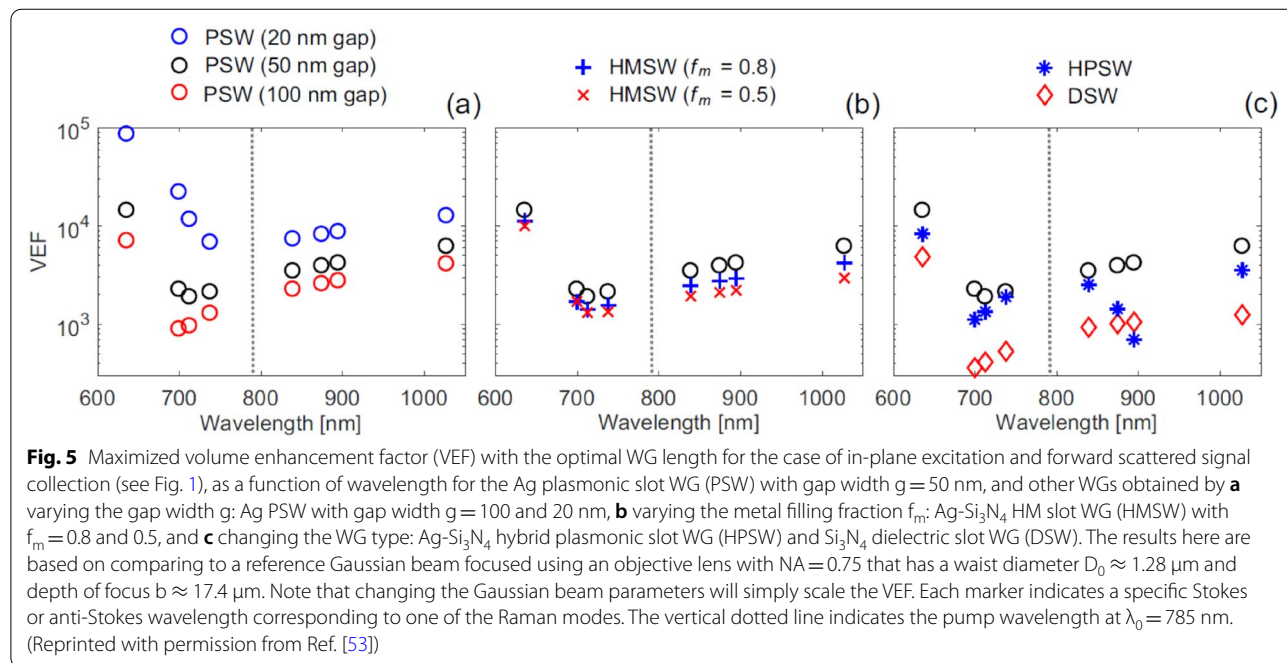 PSW (20 nm gap)
PSW (50 nm gap)
PSW (100 nm gap)
(a)
HMSW (fm = 0.8)
HMSW (fm = 0.5)
(b)
HPSW
DSW
(c)
10^5
10^4
10^3
VEF
600 700 800 900 1000
Wavelength [nm]
600 700 800 900 1000
Wavelength [nm]
600 700 800 900 1000
Wavelength [nm]
Fig. 5 Maximized volume enhancement factor (VEF) with the optimal WG length for the case of in-plane excitation and forward scattered signal
collection (see Fig. 1), as a function of wavelength for the Ag plasmonic slot WG (PSW) with gap width g = 50 nm, and other WGs obtained by a
varying the gap width g: Ag PSW with gap width g = 100 and 20 nm, b varying the metal filling fraction fm: Ag-Si3N4 HM slot WG (HMSW) with
fm = 0.8 and 0.5, and c changing the WG type: Ag-Si3N4 hybrid plasmonic slot WG (HPSW) and Si3N4 dielectric slot WG (DSW). The results here are
based on comparing to a reference Gaussian beam focused using an objective lens with NA = 0.75 that has a waist diameter D0 ≈ 1.28 μm and
depth of focus b ≈ 17.4 μm. Note that changing the Gaussian beam parameters will simply scale the VEF. Each marker indicates a specific Stokes
or anti-Stokes wavelength corresponding to one of the Raman modes. The vertical dotted line indicates the pump wavelength at λ0 = 785 nm.
(Reprinted with permission from Ref. [53])